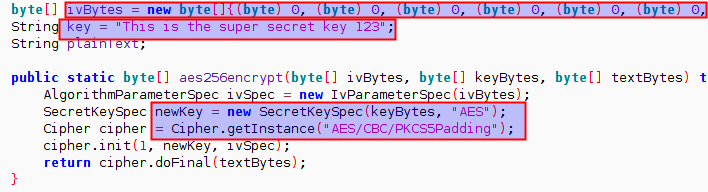 byte[] ivBytes = new byte[]{(byte) 0, (byte) 0, (byte) 0, (byte) 0, (byte) 0, (byte) 0,
String key = "This is the super secret key 123";
String plainText;
public static byte[] aes256encrypt(byte[] ivBytes, byte[] keyBytes, byte[] textBytes) t
AlgorithmParameterSpec ivSpec = new IvParameterSpec(ivBytes);
SecretKeySpec newKey = new SecretKeySpec(keyBytes, "AES");
Cipher cipher = Cipher.getInstance("AES/CBC/PKCS5Padding");
cipher.init(1, newKey, ivSpec);
return cipher.doFinal(textBytes);
}